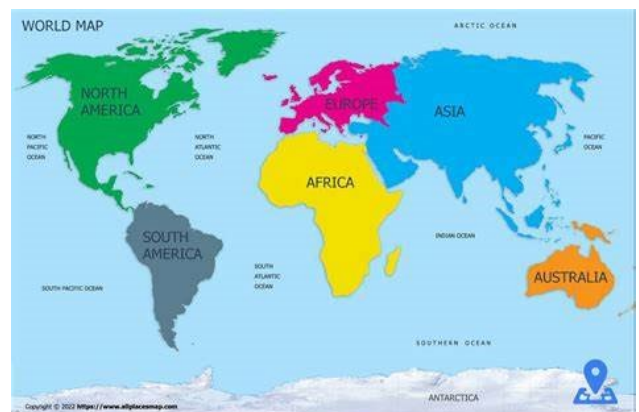 WORLD MAP
ARCTIC OCEAN
NORTH
AMERICA
EUROPE
ASIA
NORTH
PACIFIC
OCEAN
NORTH
ATLANTIC
OCEAN
PACIFIC
OCEAN
AFRICA
SOUTH
AMERICA
INDIAN OCEAN
SOUTH
ATLANTIC
OCEAN
AUSTRALIA
SOUTH PACIFIC OCEAN
SOUTHERN OCEAN
ANTARCTICA
Copyright © 2022 https://www.allplacesmap.com